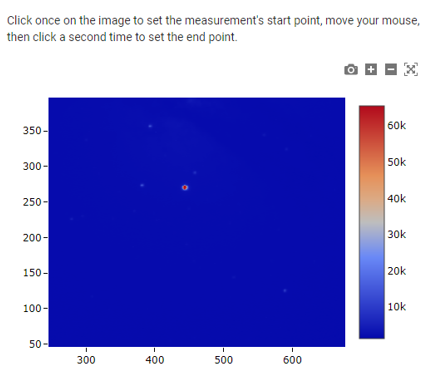 Click once on the image to set the measurement's start point, move your mouse,
then click a second time to set the end point.
350
300
250
200
150
100
50
300 400 500 600
60k
50k
40k
30k
20k
10k